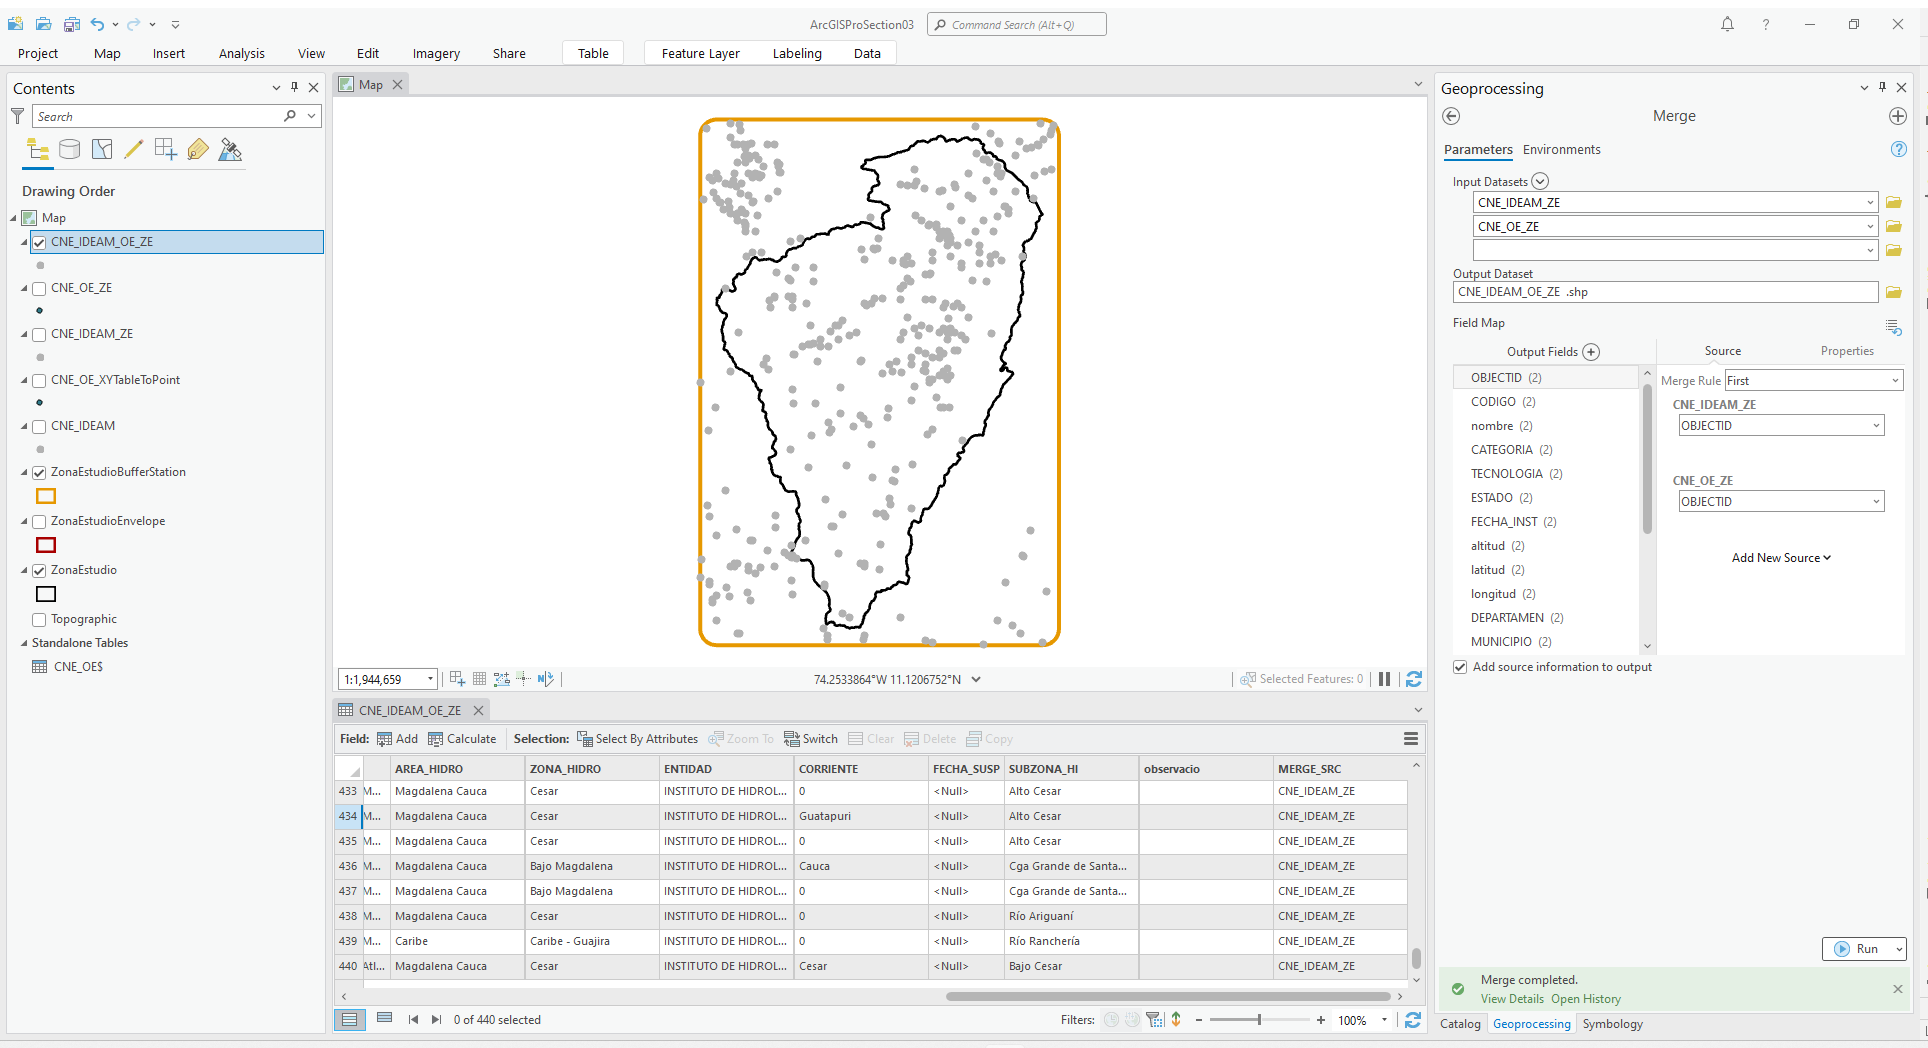 ArcGISProSection03
Command Search (Alt+Q)
Project Map Insert Analysis View Edit Imagery Share Table Feature Layer Labeling Data
Contents
Search
Drawing Order
Map
CNE_IDEAM_OE_ZE
CNE_OE_ZE
CNE_IDEAM_ZE
CNE_OE_XYTableToPoint
CNE_IDEAM
ZonaEstudioBufferStation
ZonaEstudioEnvelope
ZonaEstudio
Topographic
Standalone Tables
CNE_OE$
Map
1:1,944,659
74.2533864°W 11.1206752°N
Selected Features: 0
CNE_IDEAM_OE_ZE
Field: Add Calculate Selection: Select By Attributes Zoom To Switch Clear Delete Copy
AREA_HIDRO ZONA_HIDRO ENTIDAD CORRIENTE FECHA_SUSP SUBZONA_HI observacio MERGE_SRC
433 M... Magdalena Cauca Cesar INSTITUTO DE HIDROL... 0 <Null> Alto Cesar CNE_IDEAM_ZE
434 M... Magdalena Cauca Cesar INSTITUTO DE HIDROL... Guatapuri <Null> Alto Cesar CNE_IDEAM_ZE
435 M... Magdalena Cauca Cesar INSTITUTO DE HIDROL... 0 <Null> Alto Cesar CNE_IDEAM_ZE
436 M... Magdalena Cauca Bajo Magdalena INSTITUTO DE HIDROL... Cauca <Null> Cga Grande de Santa... CNE_IDEAM_ZE
437 M... Magdalena Cauca Bajo Magdalena INSTITUTO DE HIDROL... 0 <Null> Cga Grande de Santa... CNE_IDEAM_ZE
438 M... Magdalena Cauca Cesar INSTITUTO DE HIDROL... 0 <Null> Río Ariguaní CNE_IDEAM_ZE
439 M... Caribe Caribe - Guajira INSTITUTO DE HIDROL... 0 <Null> Río Ranchería CNE_IDEAM_ZE
440 Atl... Magdalena Cauca Cesar INSTITUTO DE HIDROL... Cesar <Null> Bajo Cesar CNE_IDEAM_ZE
0 of 440 selected
Filters:
100%
Geoprocessing
Merge
Parameters Environments
Input Datasets
CNE_IDEAM_ZE
CNE_OE_ZE
Output Dataset
CNE_IDEAM_OE_ZE .shp
Field Map
Output Fields
Source Properties
OBJECTID (2)
CODIGO (2)
nombre (2)
CATEGORIA (2)
TECNOLOGIA (2)
ESTADO (2)
FECHA_INST (2)
altitud (2)
latitud (2)
longitud (2)
DEPARTAMEN (2)
MUNICIPIO (2)
Merge Rule First
CNE_IDEAM_ZE
OBJECTID
CNE_OE_ZE
OBJECTID
Add New Source
Add source information to output
Run
Merge completed.
View Details Open History
Catalog Geoprocessing Symbology